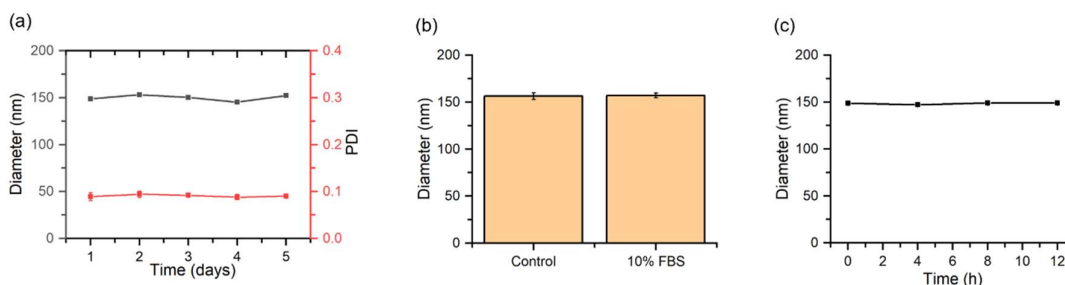 (a)
200
150
100
50
0
Diameter (nm)
0.4
0.3
0.2
0.1
0.0
PDI
1 2 3 4 5
Time (days)
(b)
200
150
100
50
0
Diameter (nm)
Control 10% FBS
(c)
200
150
100
50
0
Diameter (nm)
0 2 4 6 8 10 12
Time (h)